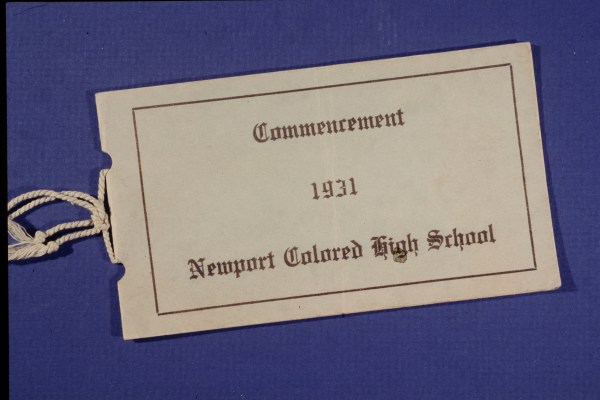 Commencement
1931
Newport Colored High School